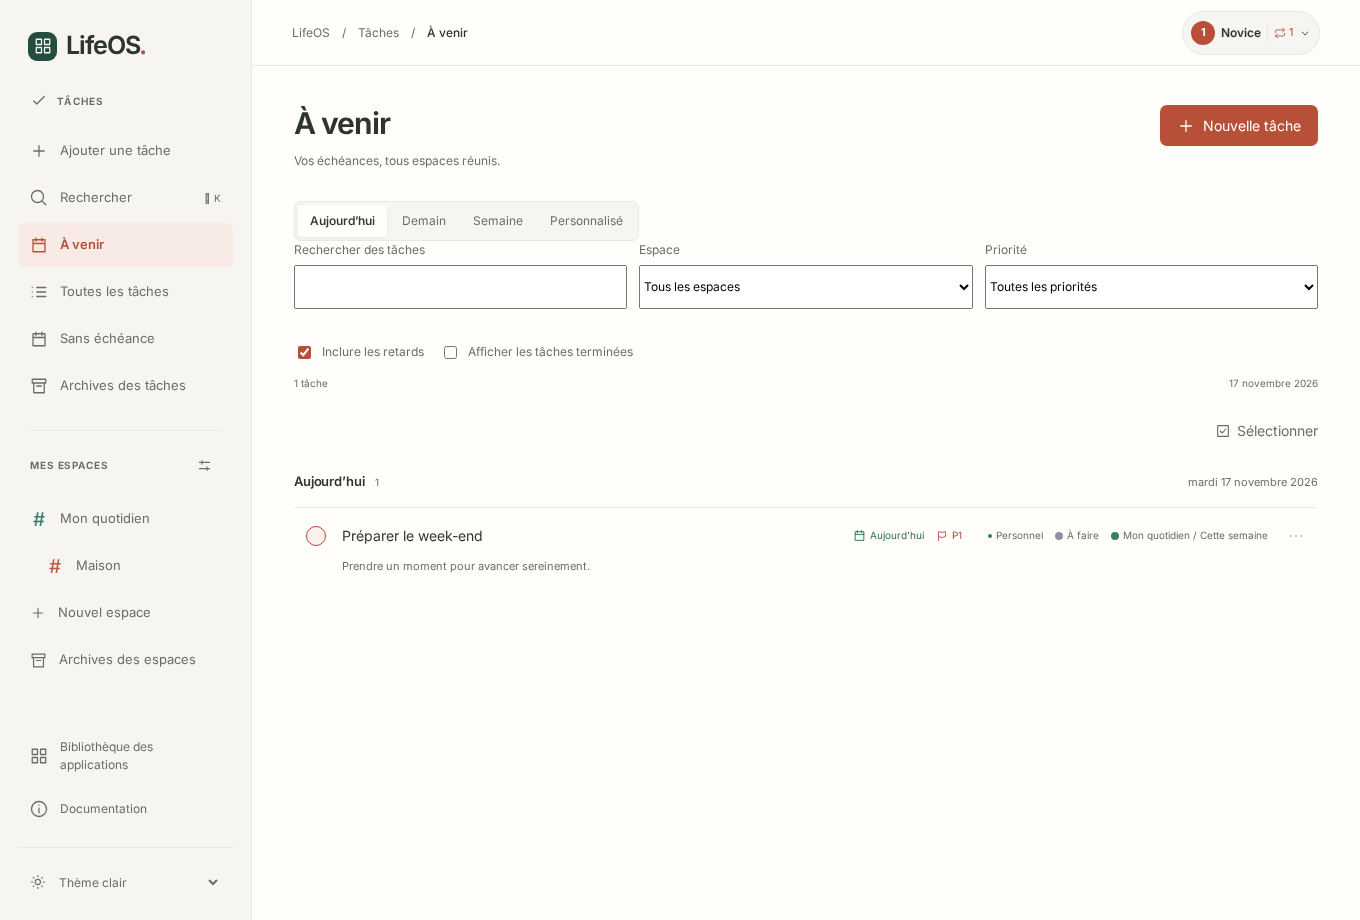 LifeOS.
TÂCHES
Ajouter une tâche
Rechercher
K
À venir
Toutes les tâches
Sans échéance
Archives des tâches
MES ESPACES
# Mon quotidien
# Maison
Nouvel espace
Archives des espaces
Bibliothèque des
applications
Documentation
Thème clair
LifeOS / Tâches / À venir
1 Novice 1
À venir
Nouvelle tâche
Vos échéances, tous espaces réunis.
Aujourd’hui Demain Semaine Personnalisé
Rechercher des tâches Espace Priorité
Tous les espaces Toutes les priorités
Inclure les retards Afficher les tâches terminées
1 tâche 17 novembre 2026
Sélectionner
Aujourd’hui 1 mardi 17 novembre 2026
Préparer le week-end Aujourd’hui P1 Personnel À faire Mon quotidien / Cette semaine ···
Prendre un moment pour avancer sereinement.